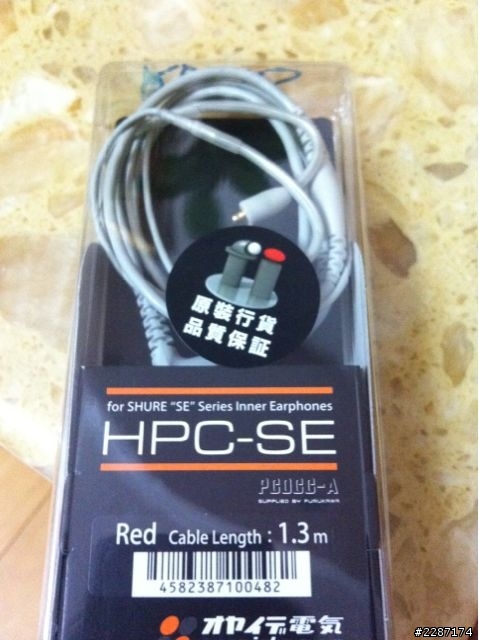 原裝行貨
品質保証
for SHURE "SE" Series Inner Earphones
HPC-SE
PCOCC-A
SUPPLIED BY FURUKAWA
Red Cable Length : 1.3 m
4582387100482
オヤイデ電気
#2287174